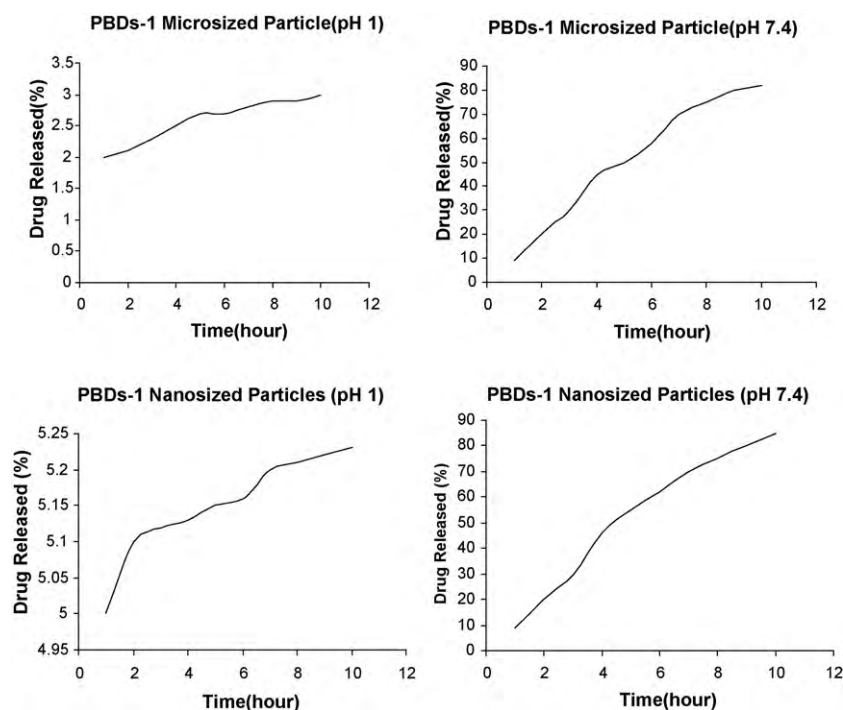 PBDs-1 Microsized Particle(pH 1)
Drug Released(%)
3.5
3
2.5
2
1.5
1
0.5
0
0 2 4 6 8 10 12
Time(hour)
PBDs-1 Microsized Particle(pH 7.4)
Drug Released(%)
90
80
70
60
50
40
30
20
10
0
0 2 4 6 8 10 12
Time(hour)
PBDs-1 Nanosized Particles (pH 1)
Drug Released (%)
5.25
5.2
5.15
5.1
5.05
5
4.95
0 2 4 6 8 10 12
Time(hour)
PBDs-1 Nanosized Particles (pH 7.4)
Drug Released (%)
90
80
70
60
50
40
30
20
10
0
0 2 4 6 8 10 12
Time(hour)